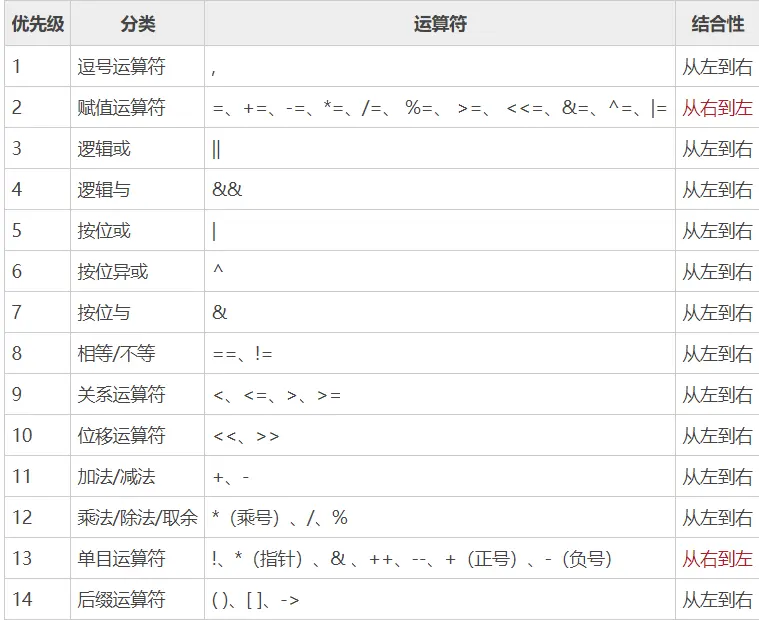 优先级 分类 运算符 结合性
1 逗号运算符 , 从左到右
2 赋值运算符 =、+=、-=、*=、/=、 %=、 >=、 <<=、&=、^=、|= 从右到左
3 逻辑或 || 从左到右
4 逻辑与 && 从左到右
5 按位或 | 从左到右
6 按位异或 ^ 从左到右
7 按位与 & 从左到右
8 相等/不等 ==、!= 从左到右
9 关系运算符 <、<=、>、>= 从左到右
10 位移运算符 <<、>> 从左到右
11 加法/减法 +、- 从左到右
12 乘法/除法/取余 *（乘号）、/、% 从左到右
13 单目运算符 !、*（指针）、& 、++、--、+（正号）、-（负号） 从右到左
14 后缀运算符 ( )、[ ]、-> 从左到右